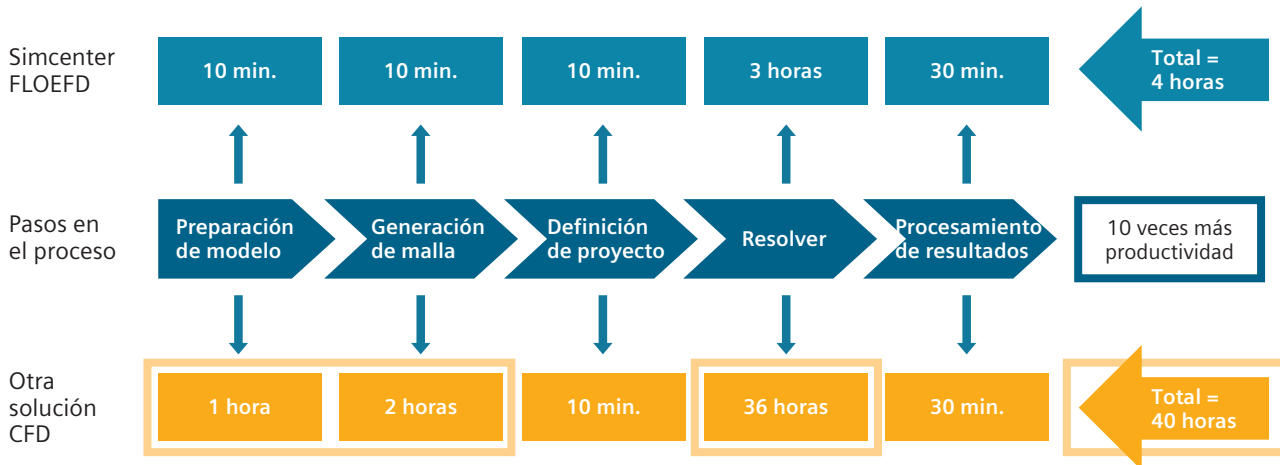 Simcenter
FLOEFD
10 min.
10 min.
10 min.
3 horas
30 min.
Total =
4 horas
Pasos en
el proceso
Preparación
de modelo
Generación
de malla
Definición
de proyecto
Resolver
Procesamiento
de resultados
10 veces más
productividad
Otra
solución
CFD
1 hora
2 horas
10 min.
36 horas
30 min.
Total =
40 horas